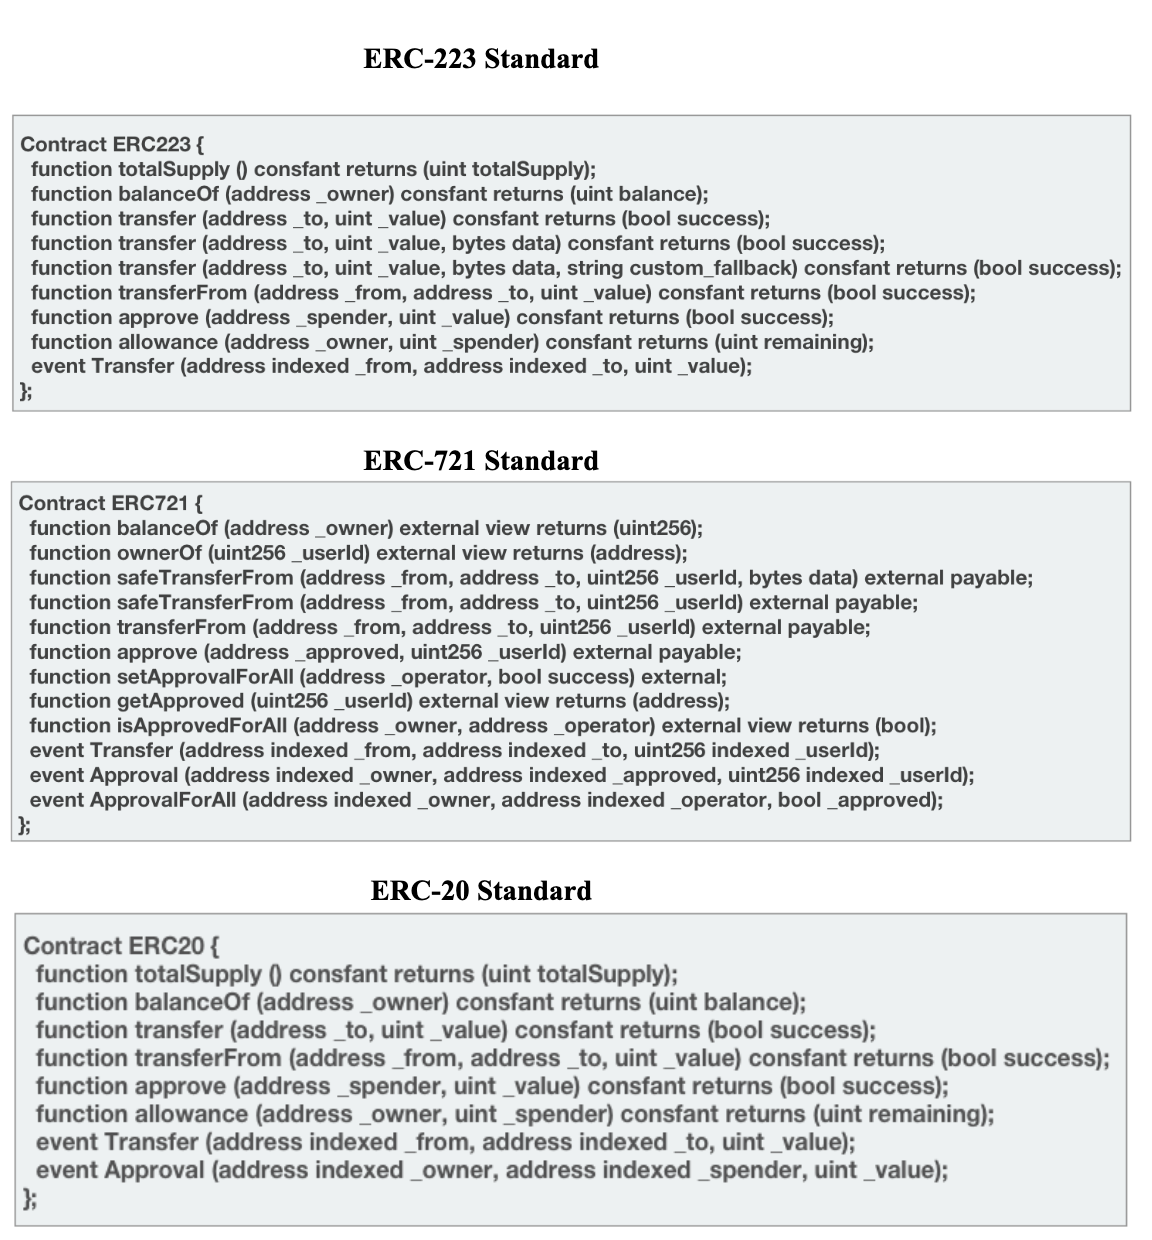 ERC-223 Standard
Contract ERC223 {
function totalSupply () consfant returns (uint totalSupply);
function balanceOf (address _owner) consfant returns (uint balance);
function transfer (address _to, uint _value) consfant returns (bool success);
function transfer (address _to, uint _value, bytes data) consfant returns (bool success);
function transfer (address _to, uint _value, bytes data, string custom_fallback) consfant returns (bool success);
function transferFrom (address _from, address _to, uint _value) consfant returns (bool success);
function approve (address _spender, uint _value) consfant returns (bool success);
function allowance (address _owner, uint _spender) consfant returns (uint remaining);
event Transfer (address indexed _from, address indexed _to, uint _value);
};
ERC-721 Standard
Contract ERC721 {
function balanceOf (address _owner) external view returns (uint256);
function ownerOf (uint256 _userId) external view returns (address);
function safeTransferFrom (address _from, address _to, uint256 _userId, bytes data) external payable;
function safeTransferFrom (address _from, address _to, uint256 _userId) external payable;
function transferFrom (address _from, address _to, uint256 _userId) external payable;
function approve (address _approved, uint256 _userId) external payable;
function setApprovalForAll (address _operator, bool success) external;
function getApproved (uint256 _userId) external view returns (address);
function isApprovedForAll (address _owner, address _operator) external view returns (bool);
event Transfer (address indexed _from, address indexed _to, uint256 indexed _userId);
event Approval (address indexed _owner, address indexed _approved, uint256 indexed _userId);
event ApprovalForAll (address indexed _owner, address indexed _operator, bool _approved);
};
ERC-20 Standard
Contract ERC20 {
function totalSupply () consfant returns (uint totalSupply);
function balanceOf (address _owner) consfant returns (uint balance);
function transfer (address _to, uint _value) consfant returns (bool success);
function transferFrom (address _from, address _to, uint _value) consfant returns (bool success);
function approve (address _spender, uint _value) consfant returns (bool success);
function allowance (address _owner, uint _spender) consfant returns (uint remaining);
event Transfer (address indexed _from, address indexed _to, uint _value);
event Approval (address indexed _owner, address indexed _spender, uint _value);
};